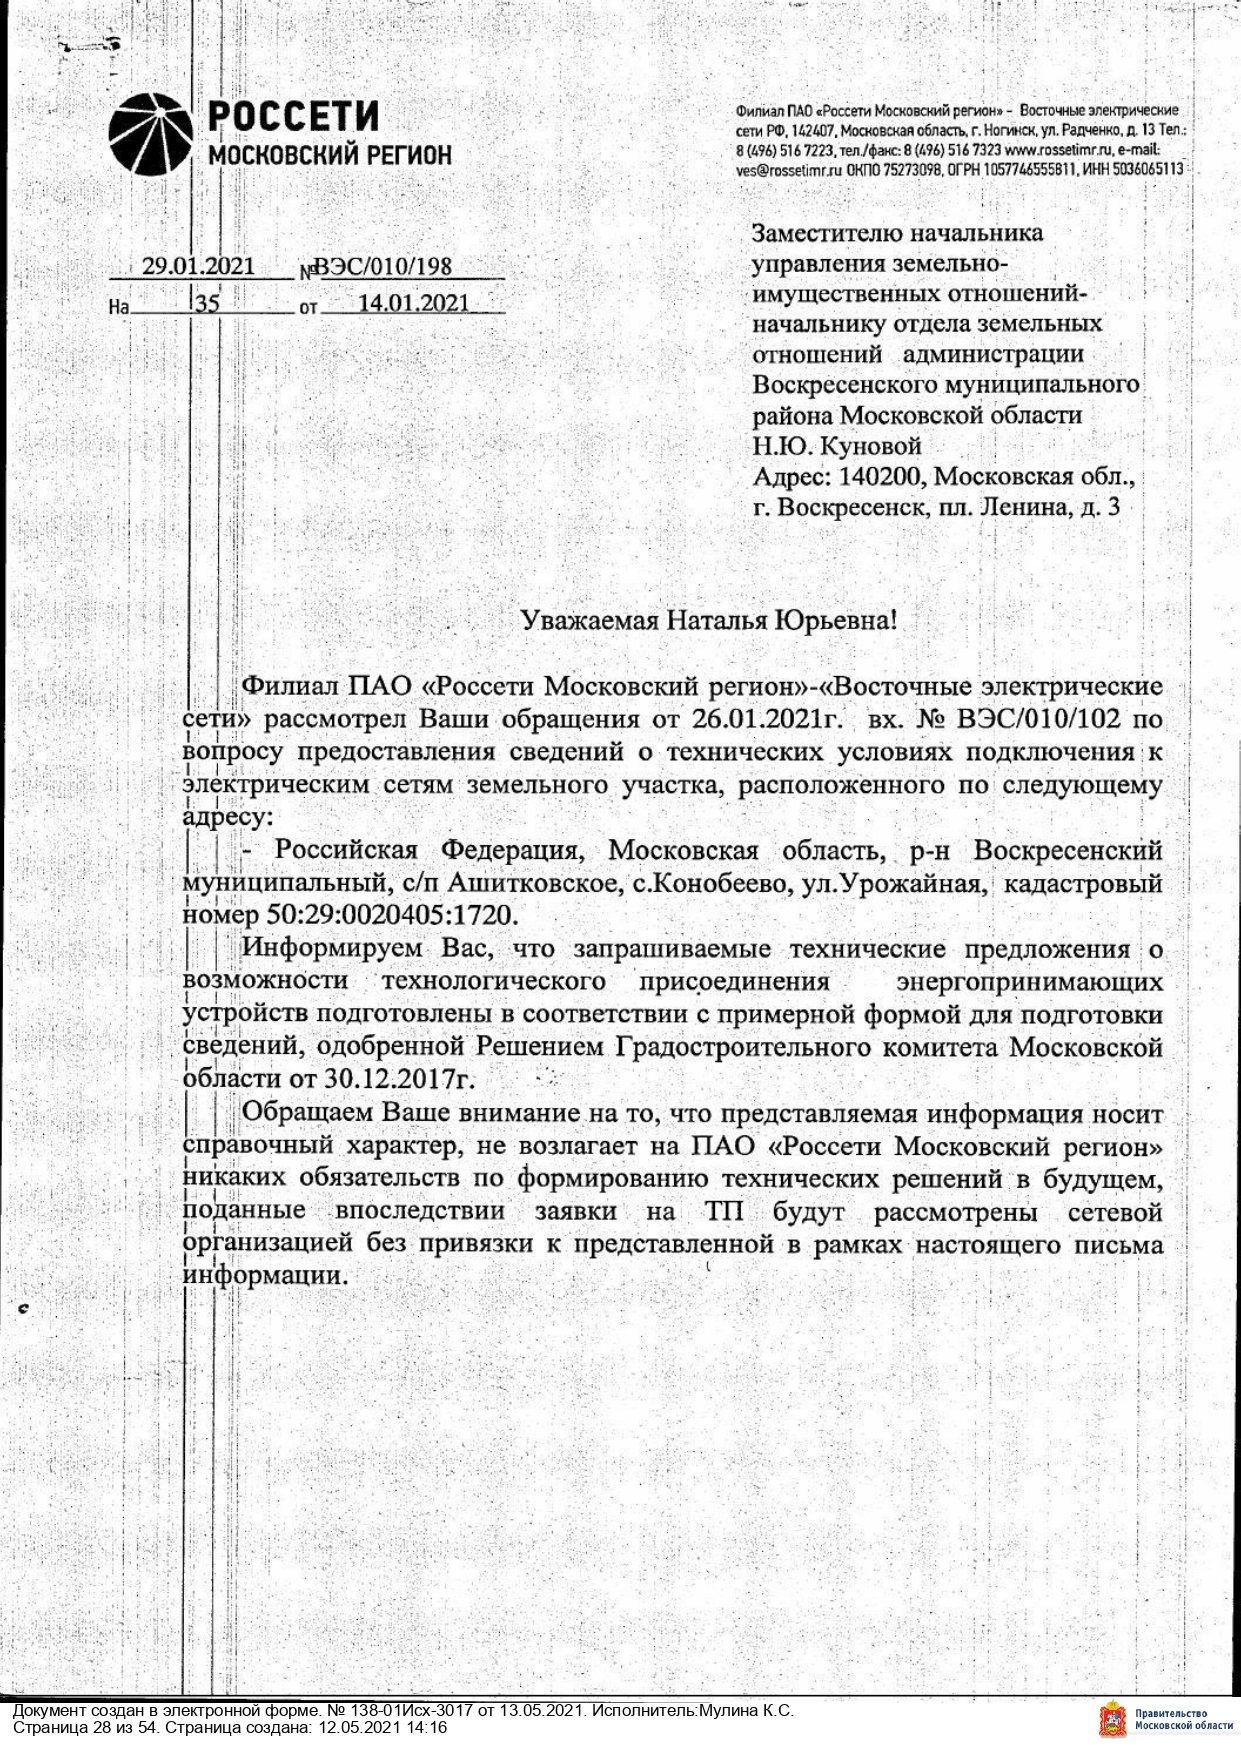 РОССЕТИ
МОСКОВСКИЙ РЕГИОН
Филиал ПАО «Россети Московский регион» – Восточные электрические
сети РФ, 142407, Московская область, г. Ногинск, ул. Радченко, д. 13 Тел.:
8 (496) 516 7223, тел./факс: 8 (496) 516 7323 www.rossetimr.ru, e-mail:
ves@rossetimr.ru ОКПО 75273098, ОГРН 1057746555811, ИНН 5036065113
29.01.2021 № ВЭС/010/198
На 35 от 14.01.2021
Заместителю начальника
управления земельно-
имущественных отношений-
начальнику отдела земельных
отношений администрации
Воскресенского муниципального
района Московской области
Н.Ю. Куновой
Адрес: 140200, Московская обл.,
г. Воскресенск, пл. Ленина, д. 3
Уважаемая Наталья Юрьевна!
Филиал ПАО «Россети Московский регион»-«Восточные электрические
сети» рассмотрел Ваши обращения от 26.01.2021г. вх. № ВЭС/010/102 по
вопросу предоставления сведений о технических условиях подключения к
электрическим сетям земельного участка, расположенного по следующему
адресу:
- Российская Федерация, Московская область, р-н Воскресенский
муниципальный, с/п Ашитковское, с.Конобеево, ул.Урожайная, кадастровый
номер 50:29:0020405:1720.
Информируем Вас, что запрашиваемые технические предложения о
возможности технологического присоединения энергопринимающих
устройств подготовлены в соответствии с примерной формой для подготовки
сведений, одобренной Решением Градостроительного комитета Московской
области от 30.12.2017г.
Обращаем Ваше внимание на то, что представляемая информация носит
справочный характер, не возлагает на ПАО «Россети Московский регион»
никаких обязательств по формированию технических решений в будущем,
поданные впоследствии заявки на ТП будут рассмотрены сетевой
организацией без привязки к представленной в рамках настоящего письма
информации.
Документ создан в электронной форме. № 138-01Исх-3017 от 13.05.2021. Исполнитель:Мулина К.С.
Страница 28 из 54. Страница создана: 12.05.2021 14:16
Правительство
Московской области